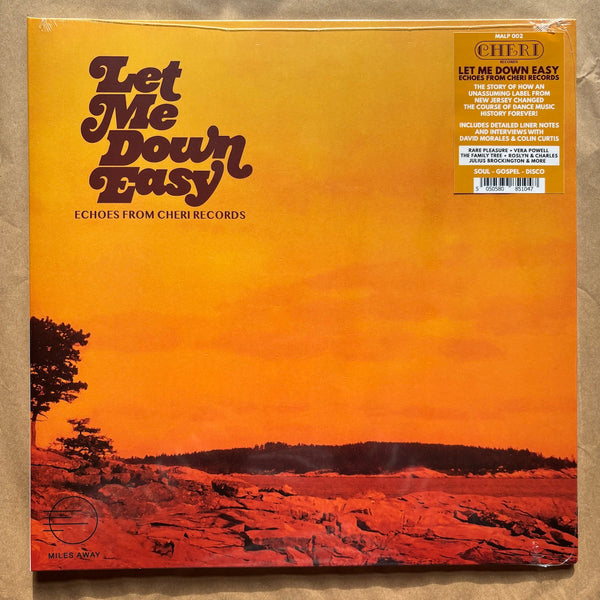 Let
Me
Down
Easy
ECHOES FROM CHERI RECORDS
MALP 002
CHERI
RECORDS
LET ME DOWN EASY
ECHOES FROM CHERI RECORDS
THE STORY OF HOW AN
UNASSUMING LABEL FROM
NEW JERSEY CHANGED
THE COURSE OF DANCE MUSIC
HISTORY FOREVER!
INCLUDES DETAILED LINER NOTES
AND INTERVIEWS WITH
DAVID MORALES & COLIN CURTIS
RARE PLEASURE • VERA POWELL
THE FAMILY TREE • ROSLYN & CHARLES
JULIUS BROCKINGTON & MORE
SOUL - GOSPEL - DISCO
5 050580 851047
MILES AWAY